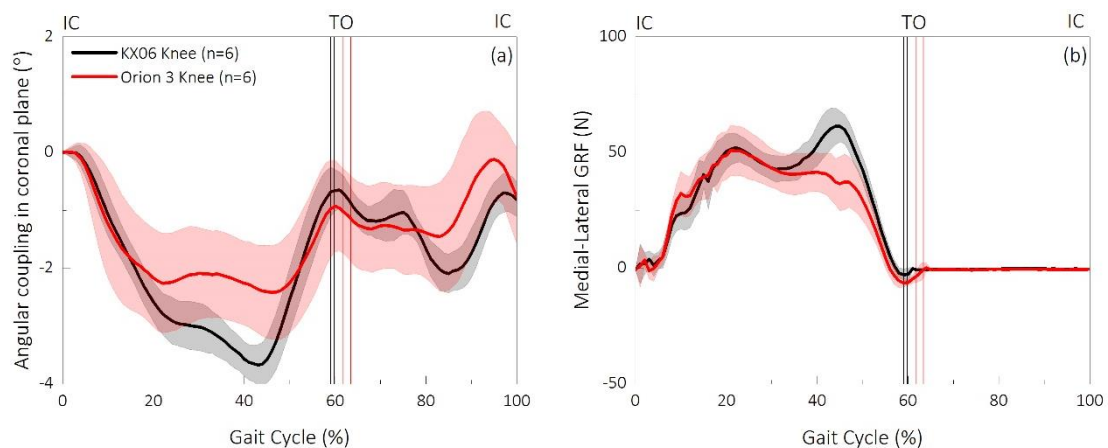 IC TO IC
2
0
-2
-4
0 20 40 60 80 100
Angular coupling in coronal plane (°)
Gait Cycle (%)
KX06 Knee (n=6)
Orion 3 Knee (n=6)
(a)
IC TO IC
100
50
0
-50
0 20 40 60 80 100
Medial-Lateral GRF (N)
Gait Cycle (%)
(b)